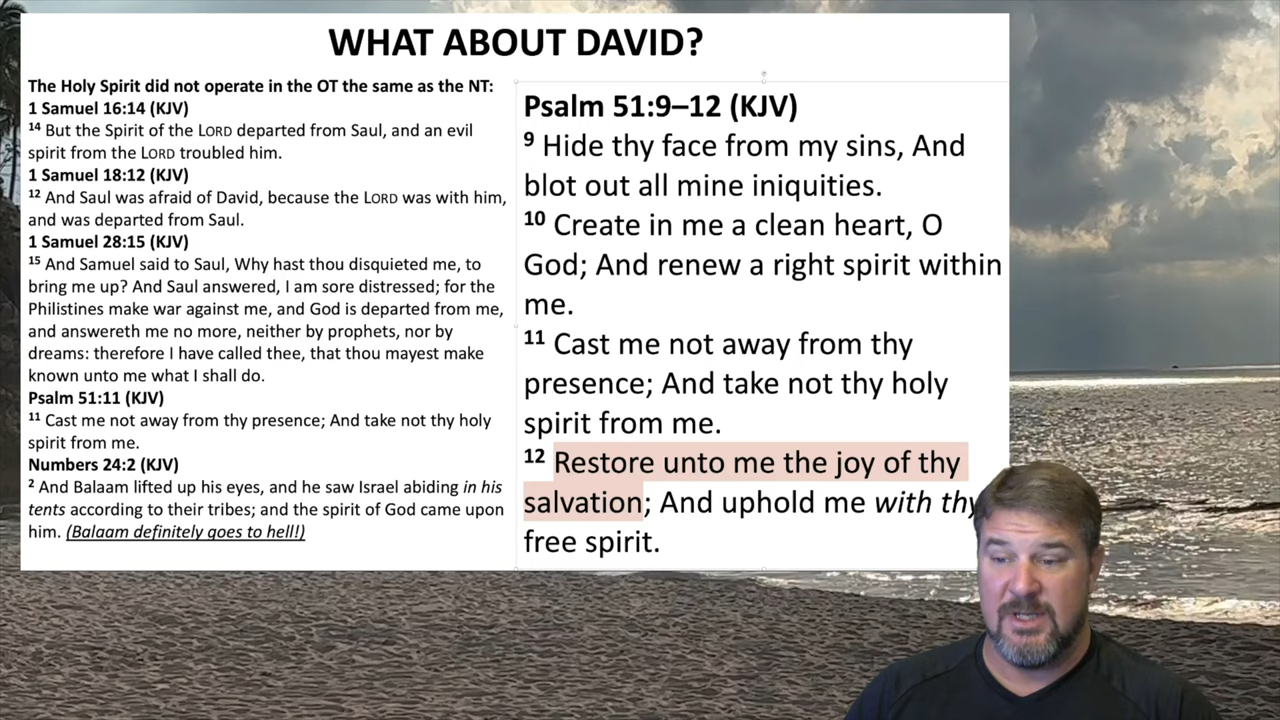 WHAT ABOUT DAVID?
The Holy Spirit did not operate in the OT the same as the NT:
1 Samuel 16:14 (KJV)
14 But the Spirit of the LORD departed from Saul, and an evil
spirit from the LORD troubled him.
1 Samuel 18:12 (KJV)
12 And Saul was afraid of David, because the LORD was with him,
and was departed from Saul.
1 Samuel 28:15 (KJV)
15 And Samuel said to Saul, Why hast thou disquieted me, to
bring me up? And Saul answered, I am sore distressed; for the
Philistines make war against me, and God is departed from me,
and answereth me no more, neither by prophets, nor by
dreams: therefore I have called thee, that thou mayest make
known unto me what I shall do.
Psalm 51:11 (KJV)
11 Cast me not away from thy presence; And take not thy holy
spirit from me.
Numbers 24:2 (KJV)
2 And Balaam lifted up his eyes, and he saw Israel abiding in his
tents according to their tribes; and the spirit of God came upon
him. (Balaam definitely goes to hell!)
Psalm 51:9–12 (KJV)
9 Hide thy face from my sins, And
blot out all mine iniquities.
10 Create in me a clean heart, O
God; And renew a right spirit within
me.
11 Cast me not away from thy
presence; And take not thy holy
spirit from me.
12 Restore unto me the joy of thy
salvation; And uphold me with thy
free spirit.